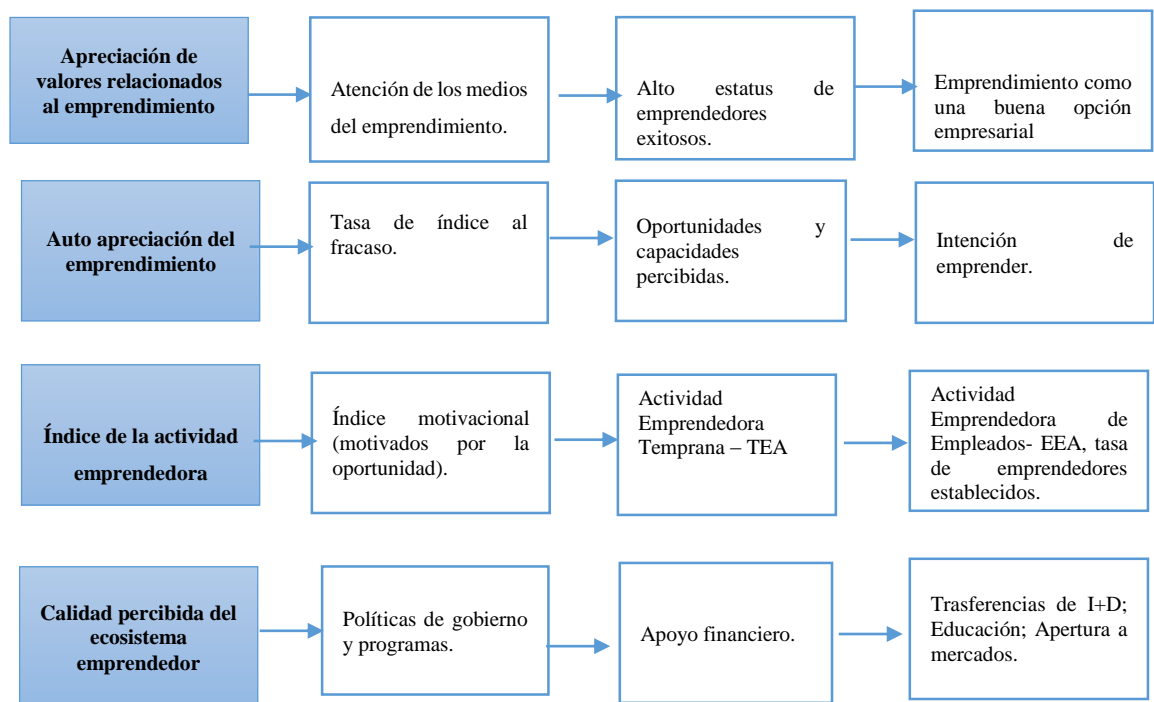 Apreciación de
valores relacionados
al emprendimiento
Atención de los medios
del emprendimiento.
Alto estatus de
emprendedores
exitosos.
Emprendimiento como
una buena opción
empresarial
Auto apreciación del
emprendimiento
Tasa de índice al
fracaso.
Oportunidades y
capacidades
percibidas.
Intención de
emprender.
Índice de la actividad
emprendedora
Índice motivacional
(motivados por la
oportunidad).
Actividad
Emprendedora
Temprana – TEA
Actividad
Emprendedora de
Empleados- EEA, tasa
de emprendedores
establecidos.
Calidad percibida del
ecosistema
emprendedor
Políticas de gobierno
y programas.
Apoyo financiero.
Trasferencias de I+D;
Educación; Apertura a
mercados.